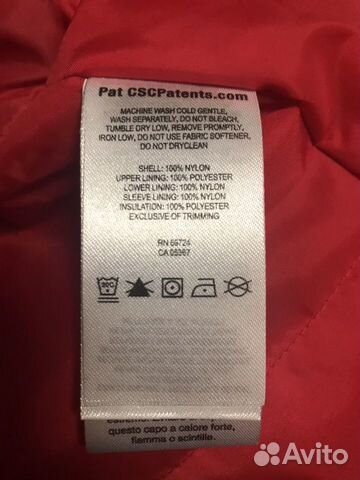 Pat CSCPatents.com
MACHINE WASH COLD GENTLE,
WASH SEPARATELY, DO NOT BLEACH,
TUMBLE DRY LOW, REMOVE PROMPTLY,
IRON LOW, DO NOT USE FABRIC SOFTENER,
DO NOT DRYCLEAN
SHELL: 100% NYLON
UPPER LINING: 100% POLYESTER
LOWER LINING: 100% NYLON
SLEEVE LINING: 100% NYLON
INSULATION: 100% POLYESTER
EXCLUSIVE OF TRIMMING
RN 69724
CA 05367
30C
questo capo a calore forte,
fiamma o scintille.
Avito